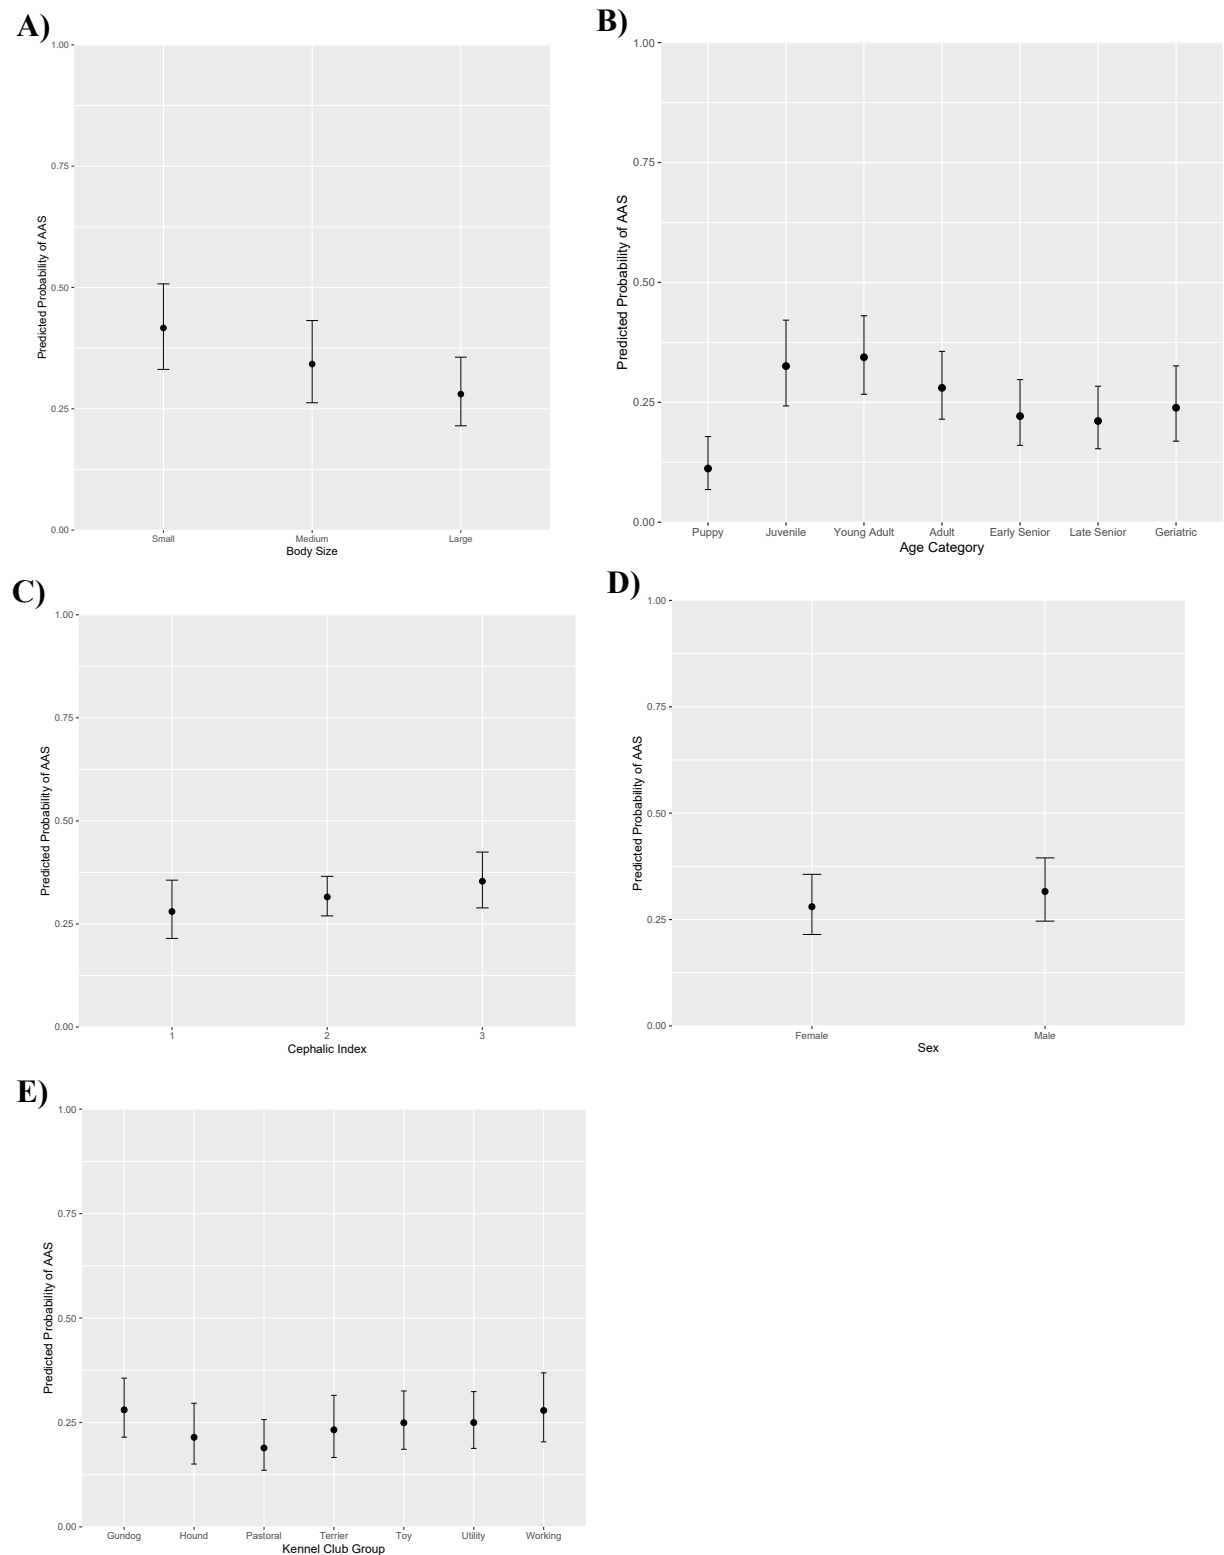 A)
1.00
0.75
0.50
0.25
0.00
Predicted Probability of AAS
Small Medium Large
Body Size
B)
1.00
0.75
0.50
0.25
0.00
Predicted Probability of AAS
Puppy Juvenile Young Adult Adult Early Senior Late Senior Geriatric
Age Category
C)
1.00
0.75
0.50
0.25
0.00
Predicted Probability of AAS
1 2 3
Cephalic Index
D)
1.00
0.75
0.50
0.25
0.00
Predicted Probability of AAS
Female Male
Sex
E)
1.00
0.75
0.50
0.25
0.00
Predicted Probability of AAS
Gundog Hound Pastoral Terrier Toy Utility Working
Kennel Club Group